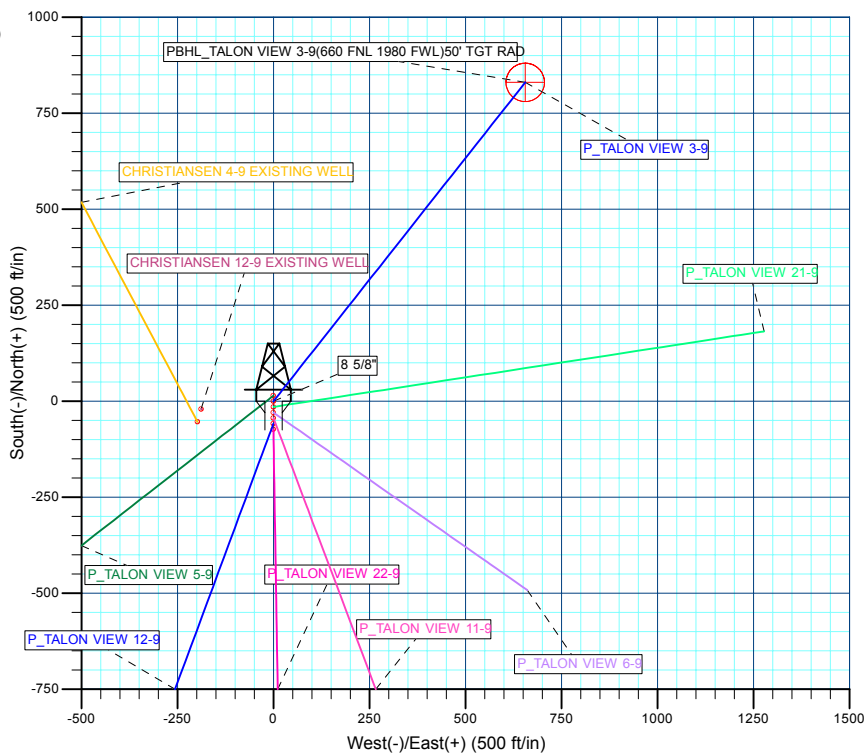 1000
PBHL_TALON VIEW 3-9(660 FNL 1980 FWL)50' TGT RAD
750
P_TALON VIEW 3-9
CHRISTIANSEN 4-9 EXISTING WELL
500
CHRISTIANSEN 12-9 EXISTING WELL
P_TALON VIEW 21-9
250
8 5/8"
0
South(-)/North(+) (500 ft/in)
-250
P_TALON VIEW 5-9
P_TALON VIEW 22-9
-500
P_TALON VIEW 12-9
P_TALON VIEW 11-9
P_TALON VIEW 6-9
-750
-500 -250 0 250 500 750 1000 1250 1500
West(-)/East(+) (500 ft/in)